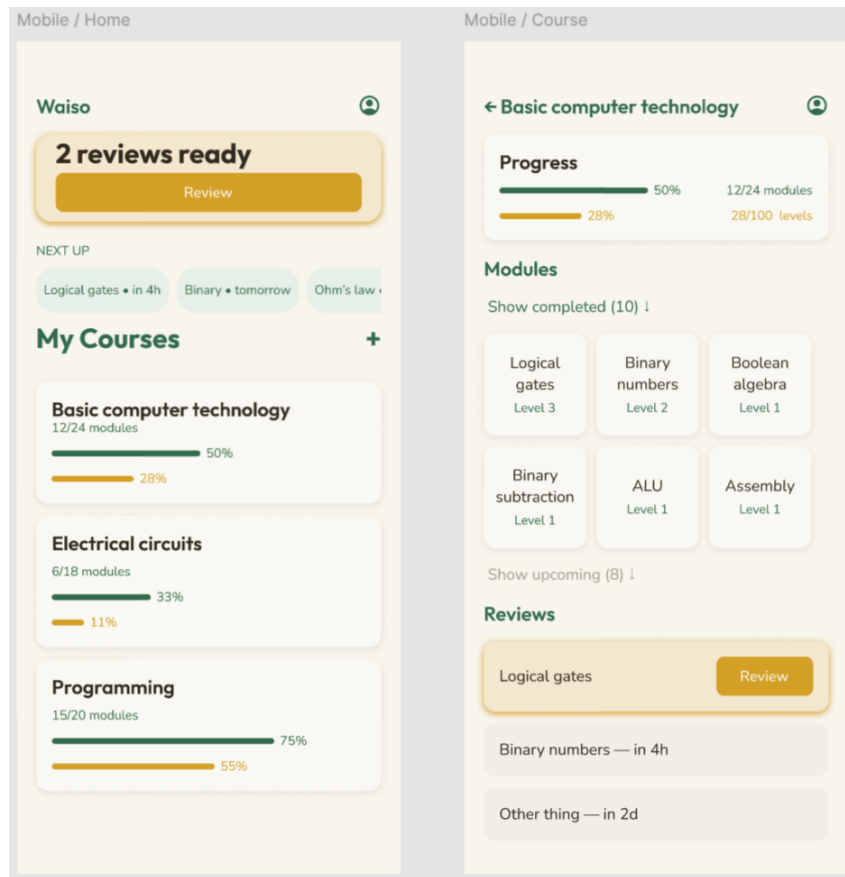 Mobile / Home
Waiso
2 reviews ready
Review
NEXT UP
Logical gates • in 4h
Binary • tomorrow
Ohm's law •
My Courses
+
Basic computer technology
12/24 modules
50%
28%
Electrical circuits
6/18 modules
33%
11%
Programming
15/20 modules
75%
55%
Mobile / Course
← Basic computer technology
Progress
50% 12/24 modules
28% 28/100 levels
Modules
Show completed (10) ↓
Logical
gates
Level 3
Binary
numbers
Level 2
Boolean
algebra
Level 1
Binary
subtraction
Level 1
ALU
Level 1
Assembly
Level 1
Show upcoming (8) ↓
Reviews
Logical gates
Review
Binary numbers — in 4h
Other thing — in 2d